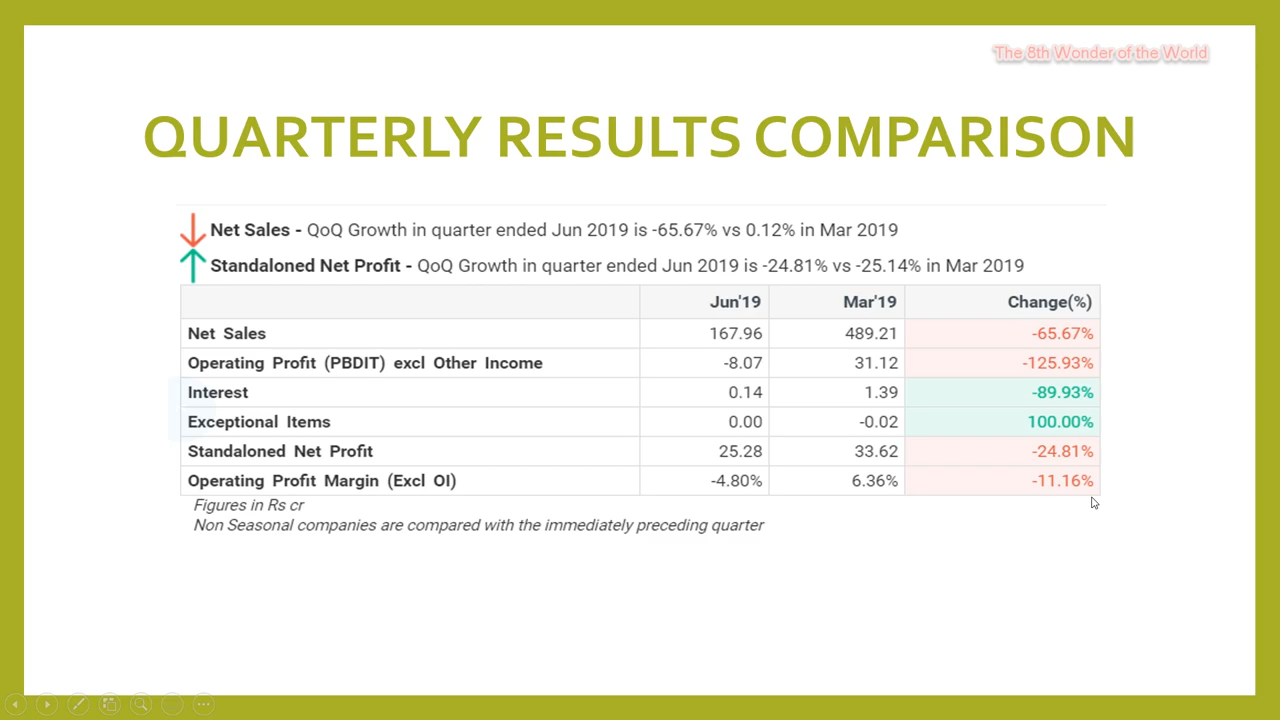 The 8th Wonder of the World
QUARTERLY RESULTS COMPARISON
Net Sales - QoQ Growth in quarter ended Jun 2019 is -65.67% vs 0.12% in Mar 2019
Standaloned Net Profit - QoQ Growth in quarter ended Jun 2019 is -24.81% vs -25.14% in Mar 2019
Jun'19 Mar'19 Change(%)
Net Sales 167.96 489.21 -65.67%
Operating Profit (PBDIT) excl Other Income -8.07 31.12 -125.93%
Interest 0.14 1.39 -89.93%
Exceptional Items 0.00 -0.02 100.00%
Standaloned Net Profit 25.28 33.62 -24.81%
Operating Profit Margin (Excl OI) -4.80% 6.36% -11.16%
Figures in Rs cr
Non Seasonal companies are compared with the immediately preceding quarter